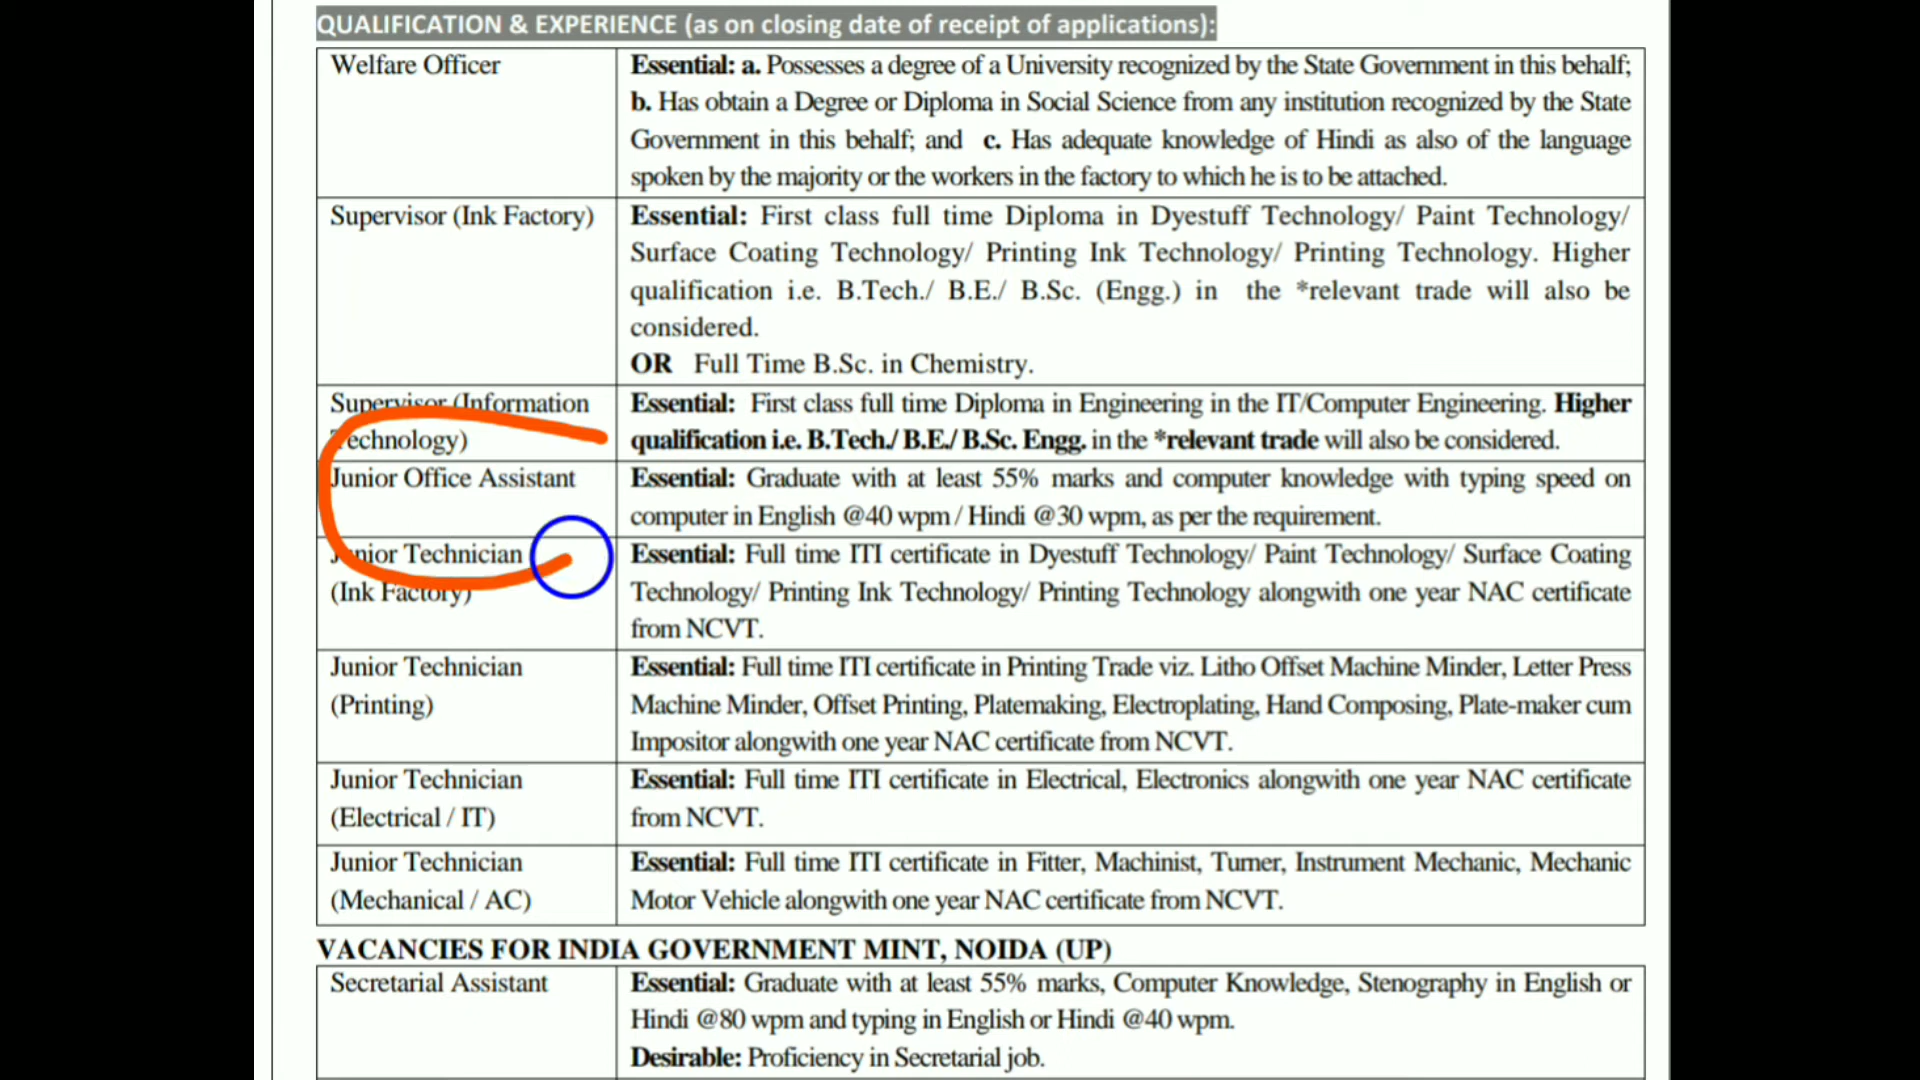 QUALIFICATION & EXPERIENCE (as on closing date of receipt of applications):
Welfare Officer
Essential: a. Possesses a degree of a University recognized by the State Government in this behalf;
b. Has obtain a Degree or Diploma in Social Science from any institution recognized by the State
Government in this behalf; and c. Has adequate knowledge of Hindi as also of the language
spoken by the majority or the workers in the factory to which he is to be attached.
Supervisor (Ink Factory)
Essential: First class full time Diploma in Dyestuff Technology/ Paint Technology/
Surface Coating Technology/ Printing Ink Technology/ Printing Technology. Higher
qualification i.e. B.Tech./ B.E./ B.Sc. (Engg.) in the *relevant trade will also be
considered.
OR Full Time B.Sc. in Chemistry.
Supervisor (Information
Technology)
Essential: First class full time Diploma in Engineering in the IT/Computer Engineering. Higher
qualification i.e. B.Tech./ B.E./ B.Sc. Engg. in the *relevant trade will also be considered.
Junior Office Assistant
Essential: Graduate with at least 55% marks and computer knowledge with typing speed on
computer in English @40 wpm / Hindi @30 wpm, as per the requirement.
Junior Technician
(Ink Factory)
Essential: Full time ITI certificate in Dyestuff Technology/ Paint Technology/ Surface Coating
Technology/ Printing Ink Technology/ Printing Technology alongwith one year NAC certificate
from NCVT.
Junior Technician
(Printing)
Essential: Full time ITI certificate in Printing Trade viz. Litho Offset Machine Minder, Letter Press
Machine Minder, Offset Printing, Platemaking, Electroplating, Hand Composing, Plate-maker cum
Impositor alongwith one year NAC certificate from NCVT.
Junior Technician
(Electrical / IT)
Essential: Full time ITI certificate in Electrical, Electronics alongwith one year NAC certificate
from NCVT.
Junior Technician
(Mechanical / AC)
Essential: Full time ITI certificate in Fitter, Machinist, Turner, Instrument Mechanic, Mechanic
Motor Vehicle alongwith one year NAC certificate from NCVT.
VACANCIES FOR INDIA GOVERNMENT MINT, NOIDA (UP)
Secretarial Assistant
Essential: Graduate with at least 55% marks, Computer Knowledge, Stenography in English or
Hindi @80 wpm and typing in English or Hindi @40 wpm.
Desirable: Proficiency in Secretarial job.